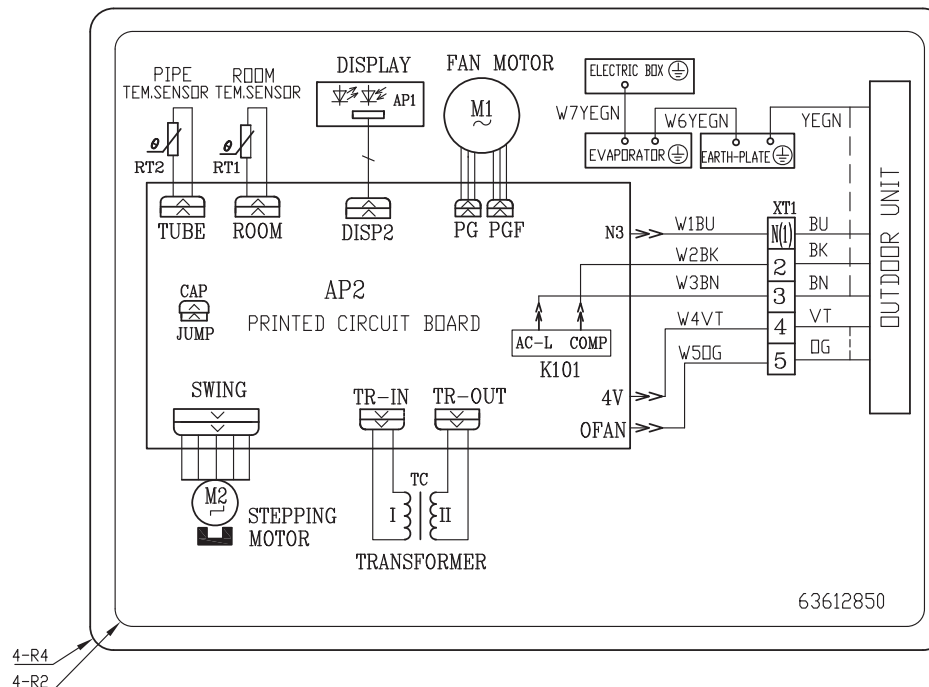 PIPE
TEM.SENSOR
ROOM
TEM.SENSOR
DISPLAY
FAN MOTOR
ELECTRIC BOX
AP1
M1
~
W7YEGN
W6YEGN
YEGN
EVAPORATOR
EARTH-PLATE
θ
RT2
θ
RT1
TUBE
ROOM
DISP2
PG
PGF
N3
W1BU
XT1
N(1)
BU
W2BK
2
BK
W3BN
3
BN
W4VT
4
VT
W5OG
5
OG
OUTDOOR UNIT
CAP
JUMP
AP2
PRINTED CIRCUIT BOARD
AC-L
COMP
K101
SWING
TR-IN
TR-OUT
4V
OFAN
M2
STEPPING
MOTOR
TC
I
II
TRANSFORMER
63612850
4-R4
4-R2